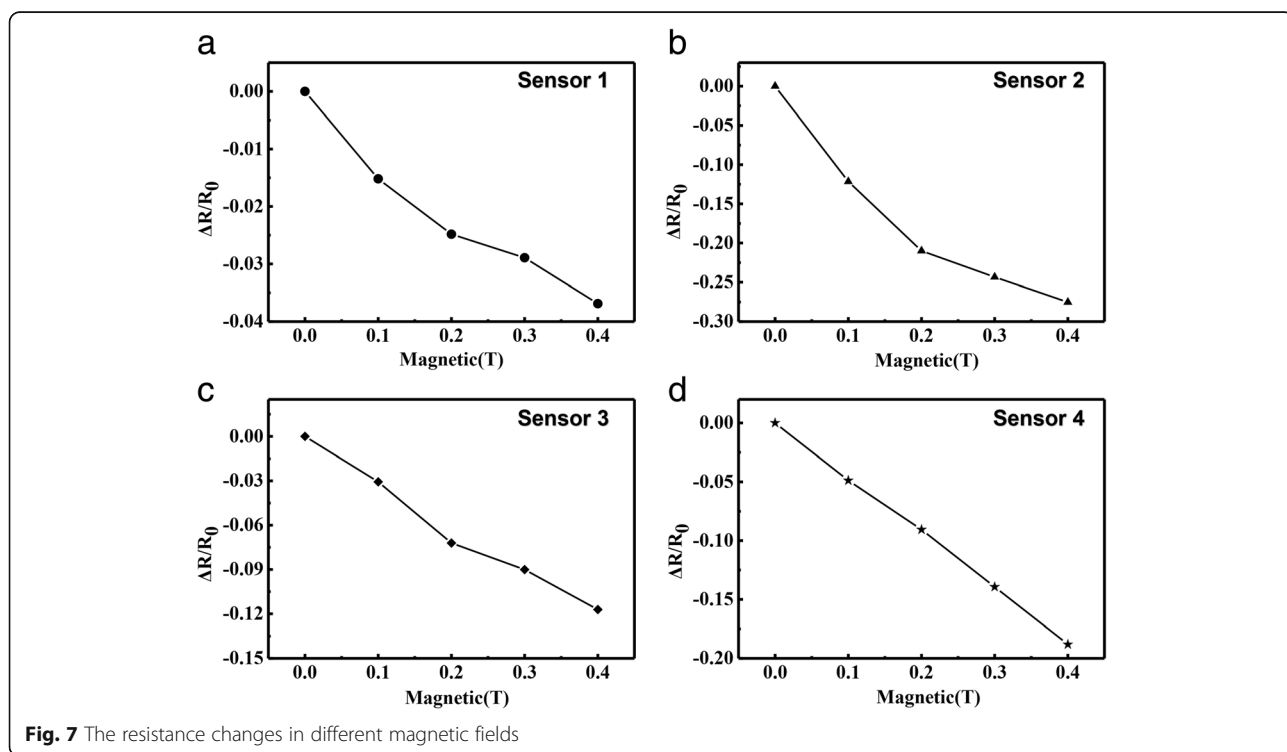 a
Sensor 1
0.00
-0.01
-0.02
-0.03
-0.04
ΔR/R0
0.0 0.1 0.2 0.3 0.4
Magnetic(T)
b
Sensor 2
0.00
-0.05
-0.10
-0.15
-0.20
-0.25
-0.30
ΔR/R0
0.0 0.1 0.2 0.3 0.4
Magnetic(T)
c
Sensor 3
0.00
-0.03
-0.06
-0.09
-0.12
-0.15
ΔR/R0
0.0 0.1 0.2 0.3 0.4
Magnetic(T)
d
Sensor 4
0.00
-0.05
-0.10
-0.15
-0.20
ΔR/R0
0.0 0.1 0.2 0.3 0.4
Magnetic(T)
Fig. 7 The resistance changes in different magnetic fields